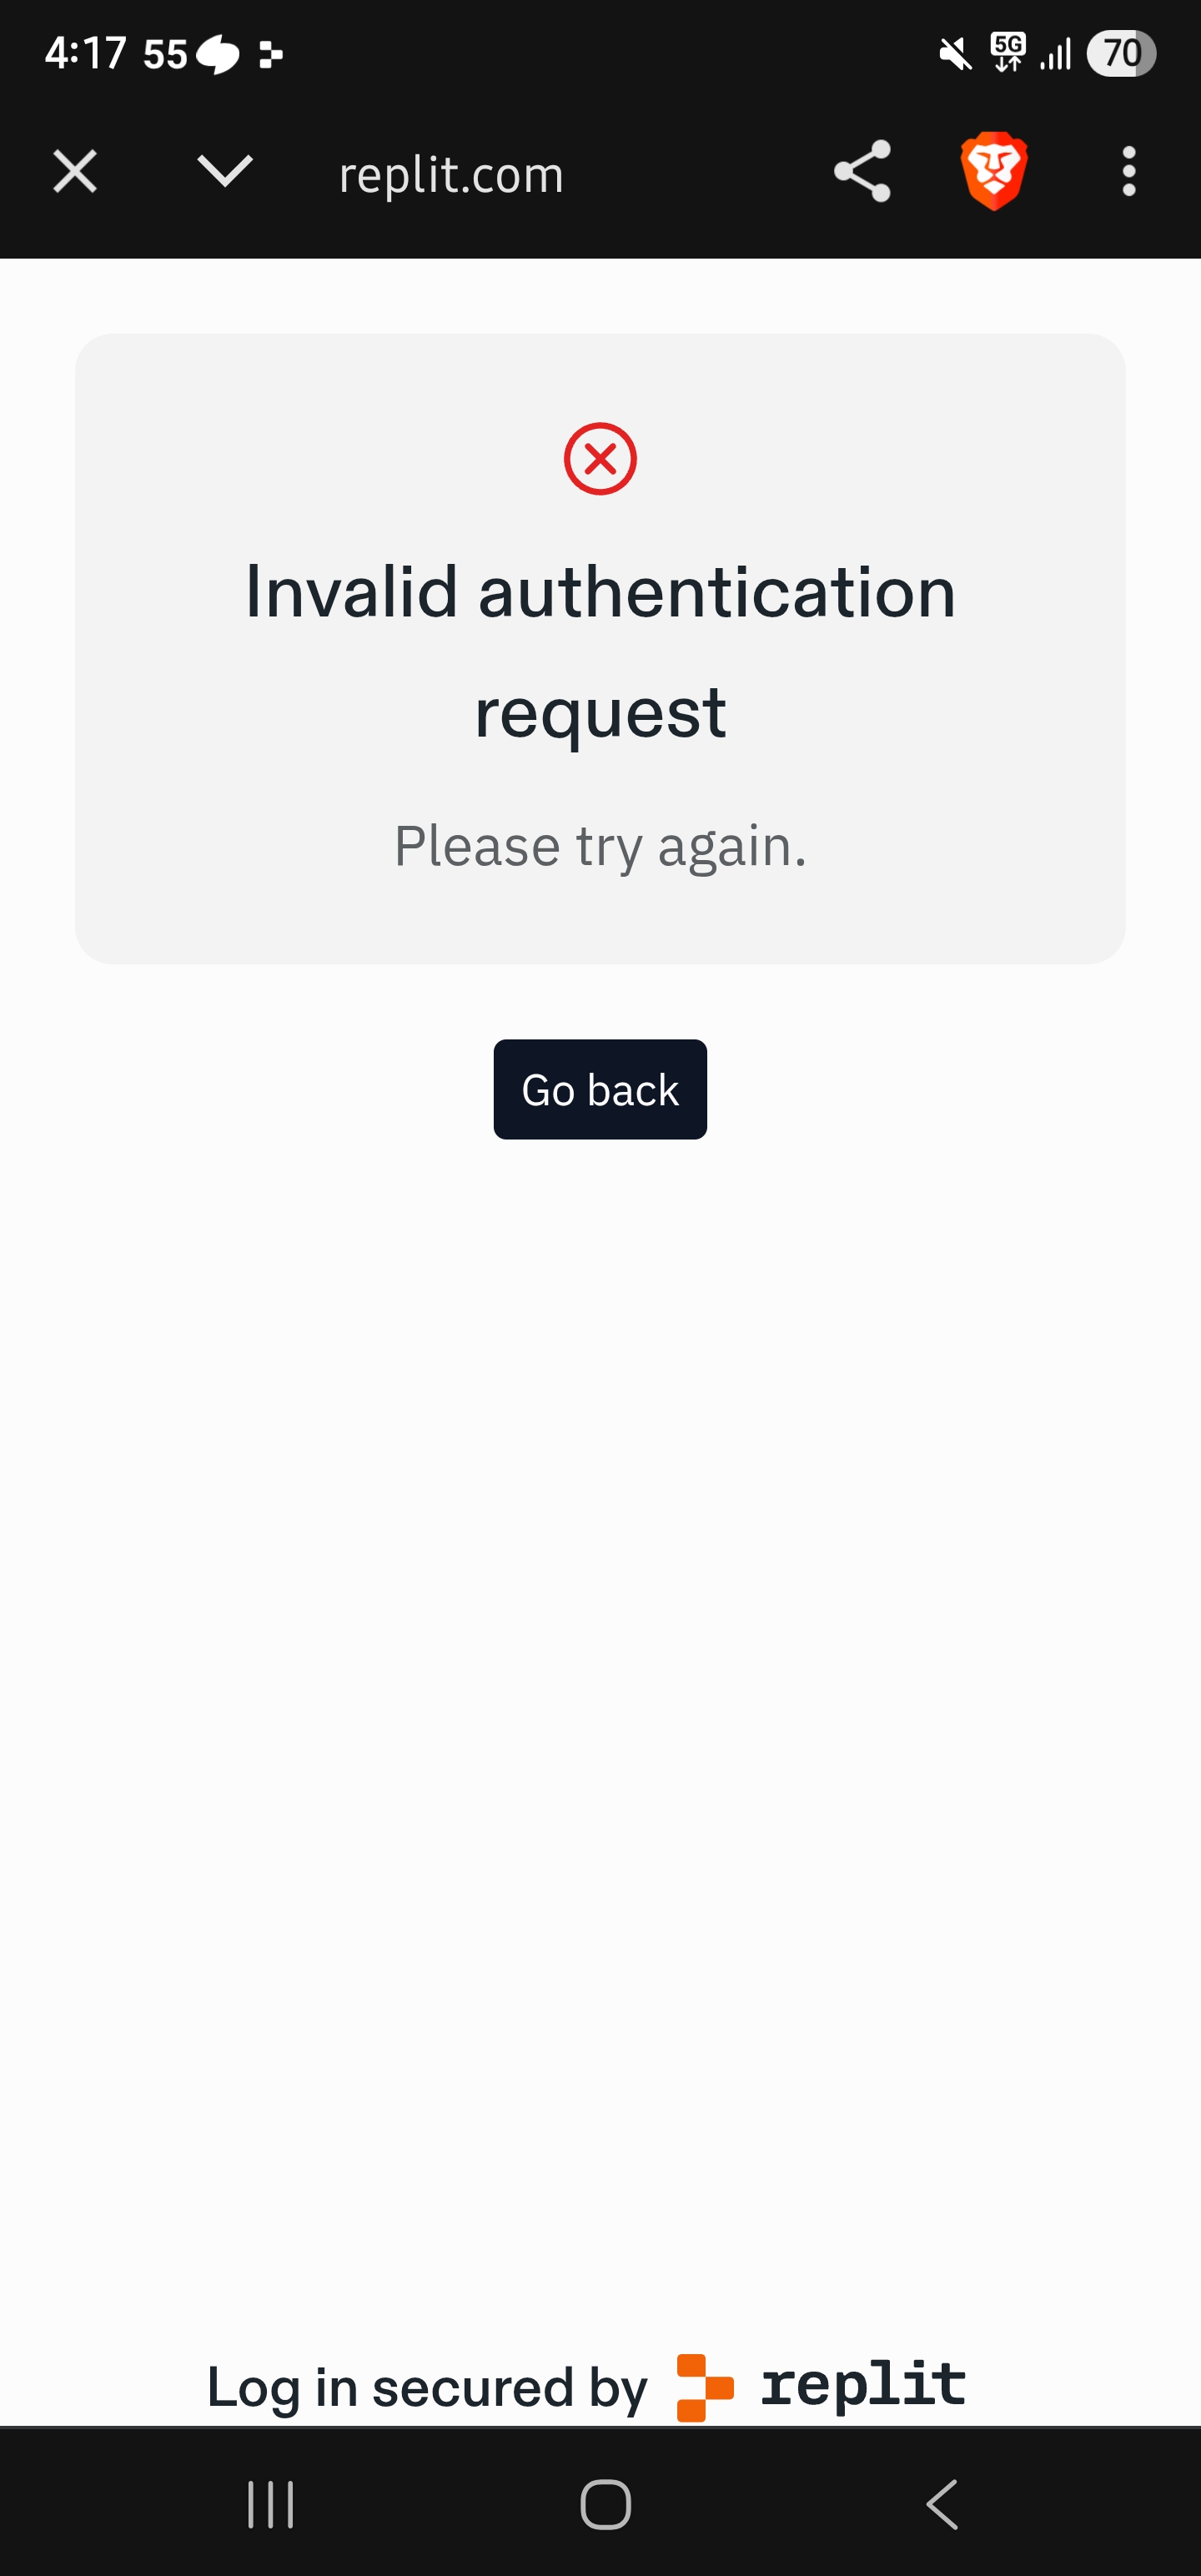 4:17 55
5G
70
replit.com
Invalid authentication
request
Please try again.
Go back
Log in secured by replit